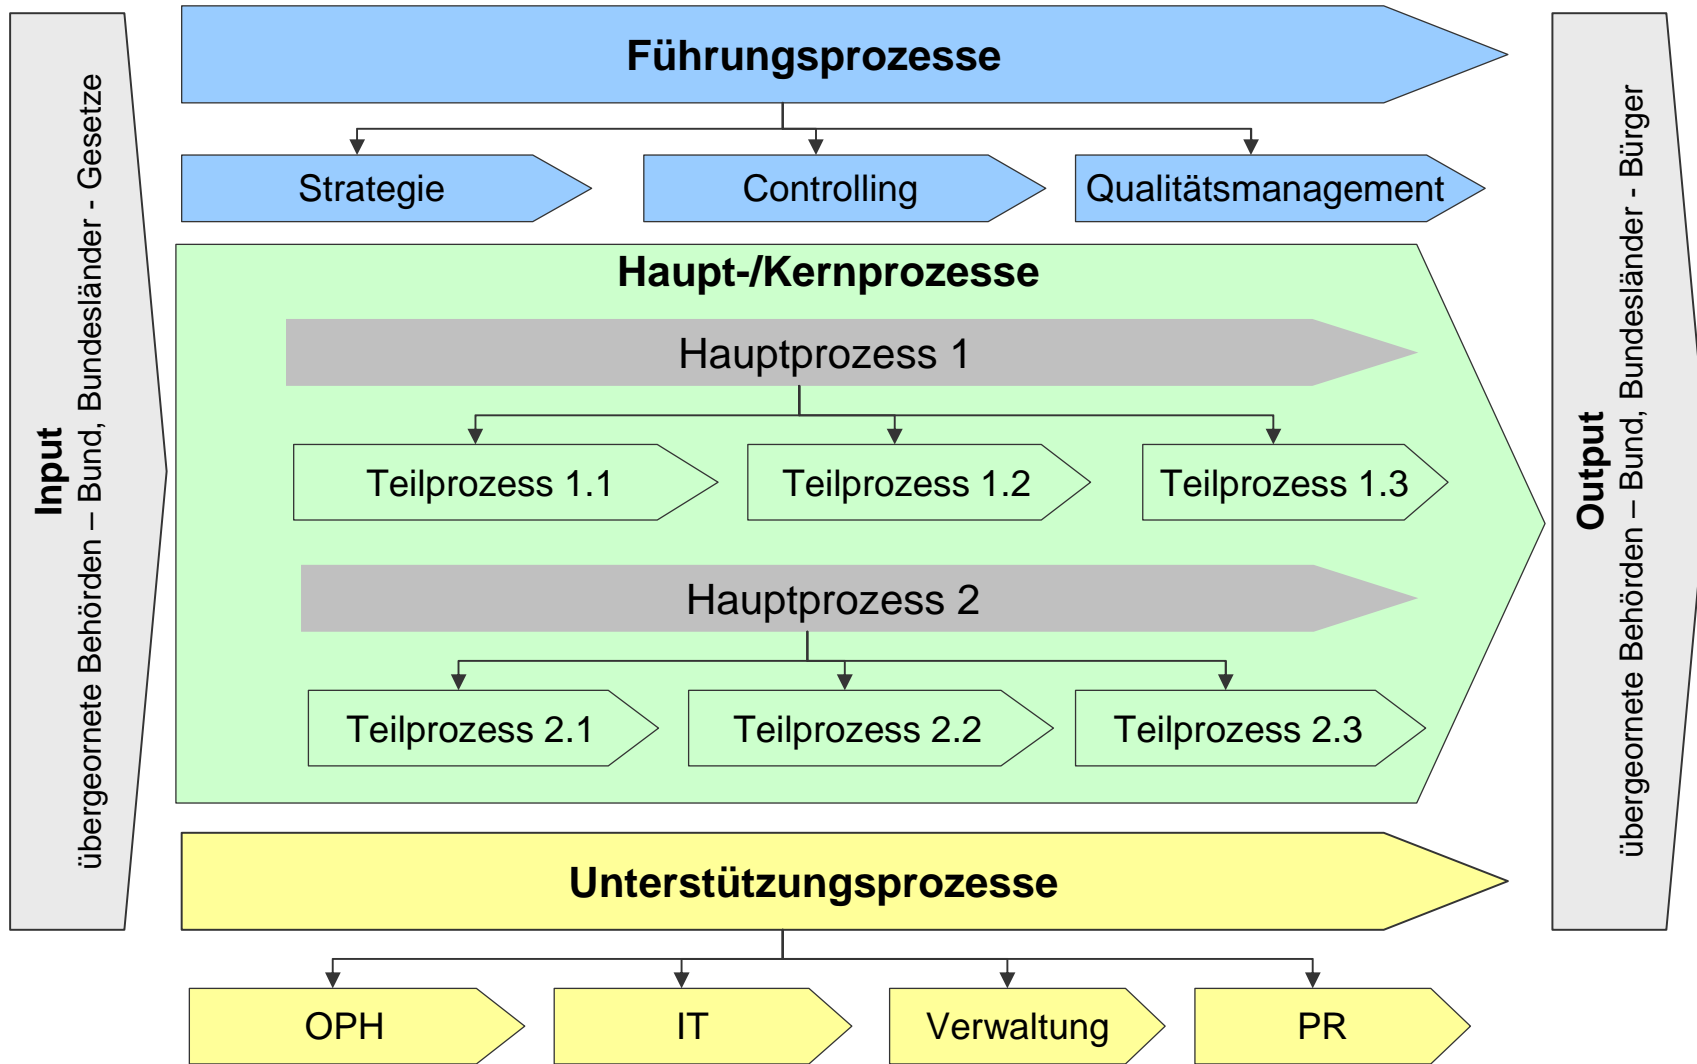 Input
übergeornete Behörden – Bund, Bundesländer - Gesetze
Führungsprozesse
Strategie
Controlling
Qualitätsmanagement
Haupt-/Kernprozesse
Hauptprozess 1
Teilprozess 1.1
Teilprozess 1.2
Teilprozess 1.3
Hauptprozess 2
Teilprozess 2.1
Teilprozess 2.2
Teilprozess 2.3
Unterstützungsprozesse
OPH
IT
Verwaltung
PR
Output
übergeornete Behörden – Bund, Bundesländer - Bürger